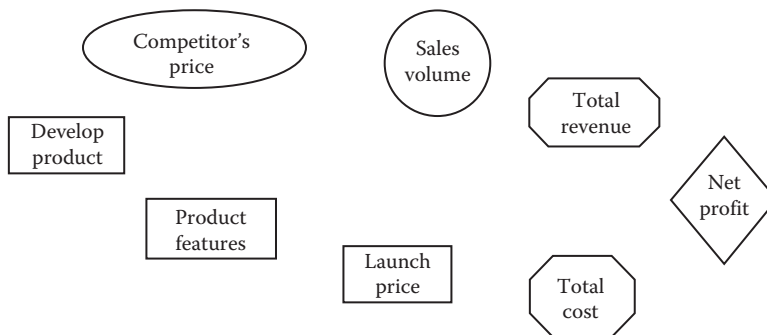 Competitor’s
price
Sales
volume
Total
revenue
Develop
product
Net
profit
Product
features
Launch
price
Total
cost